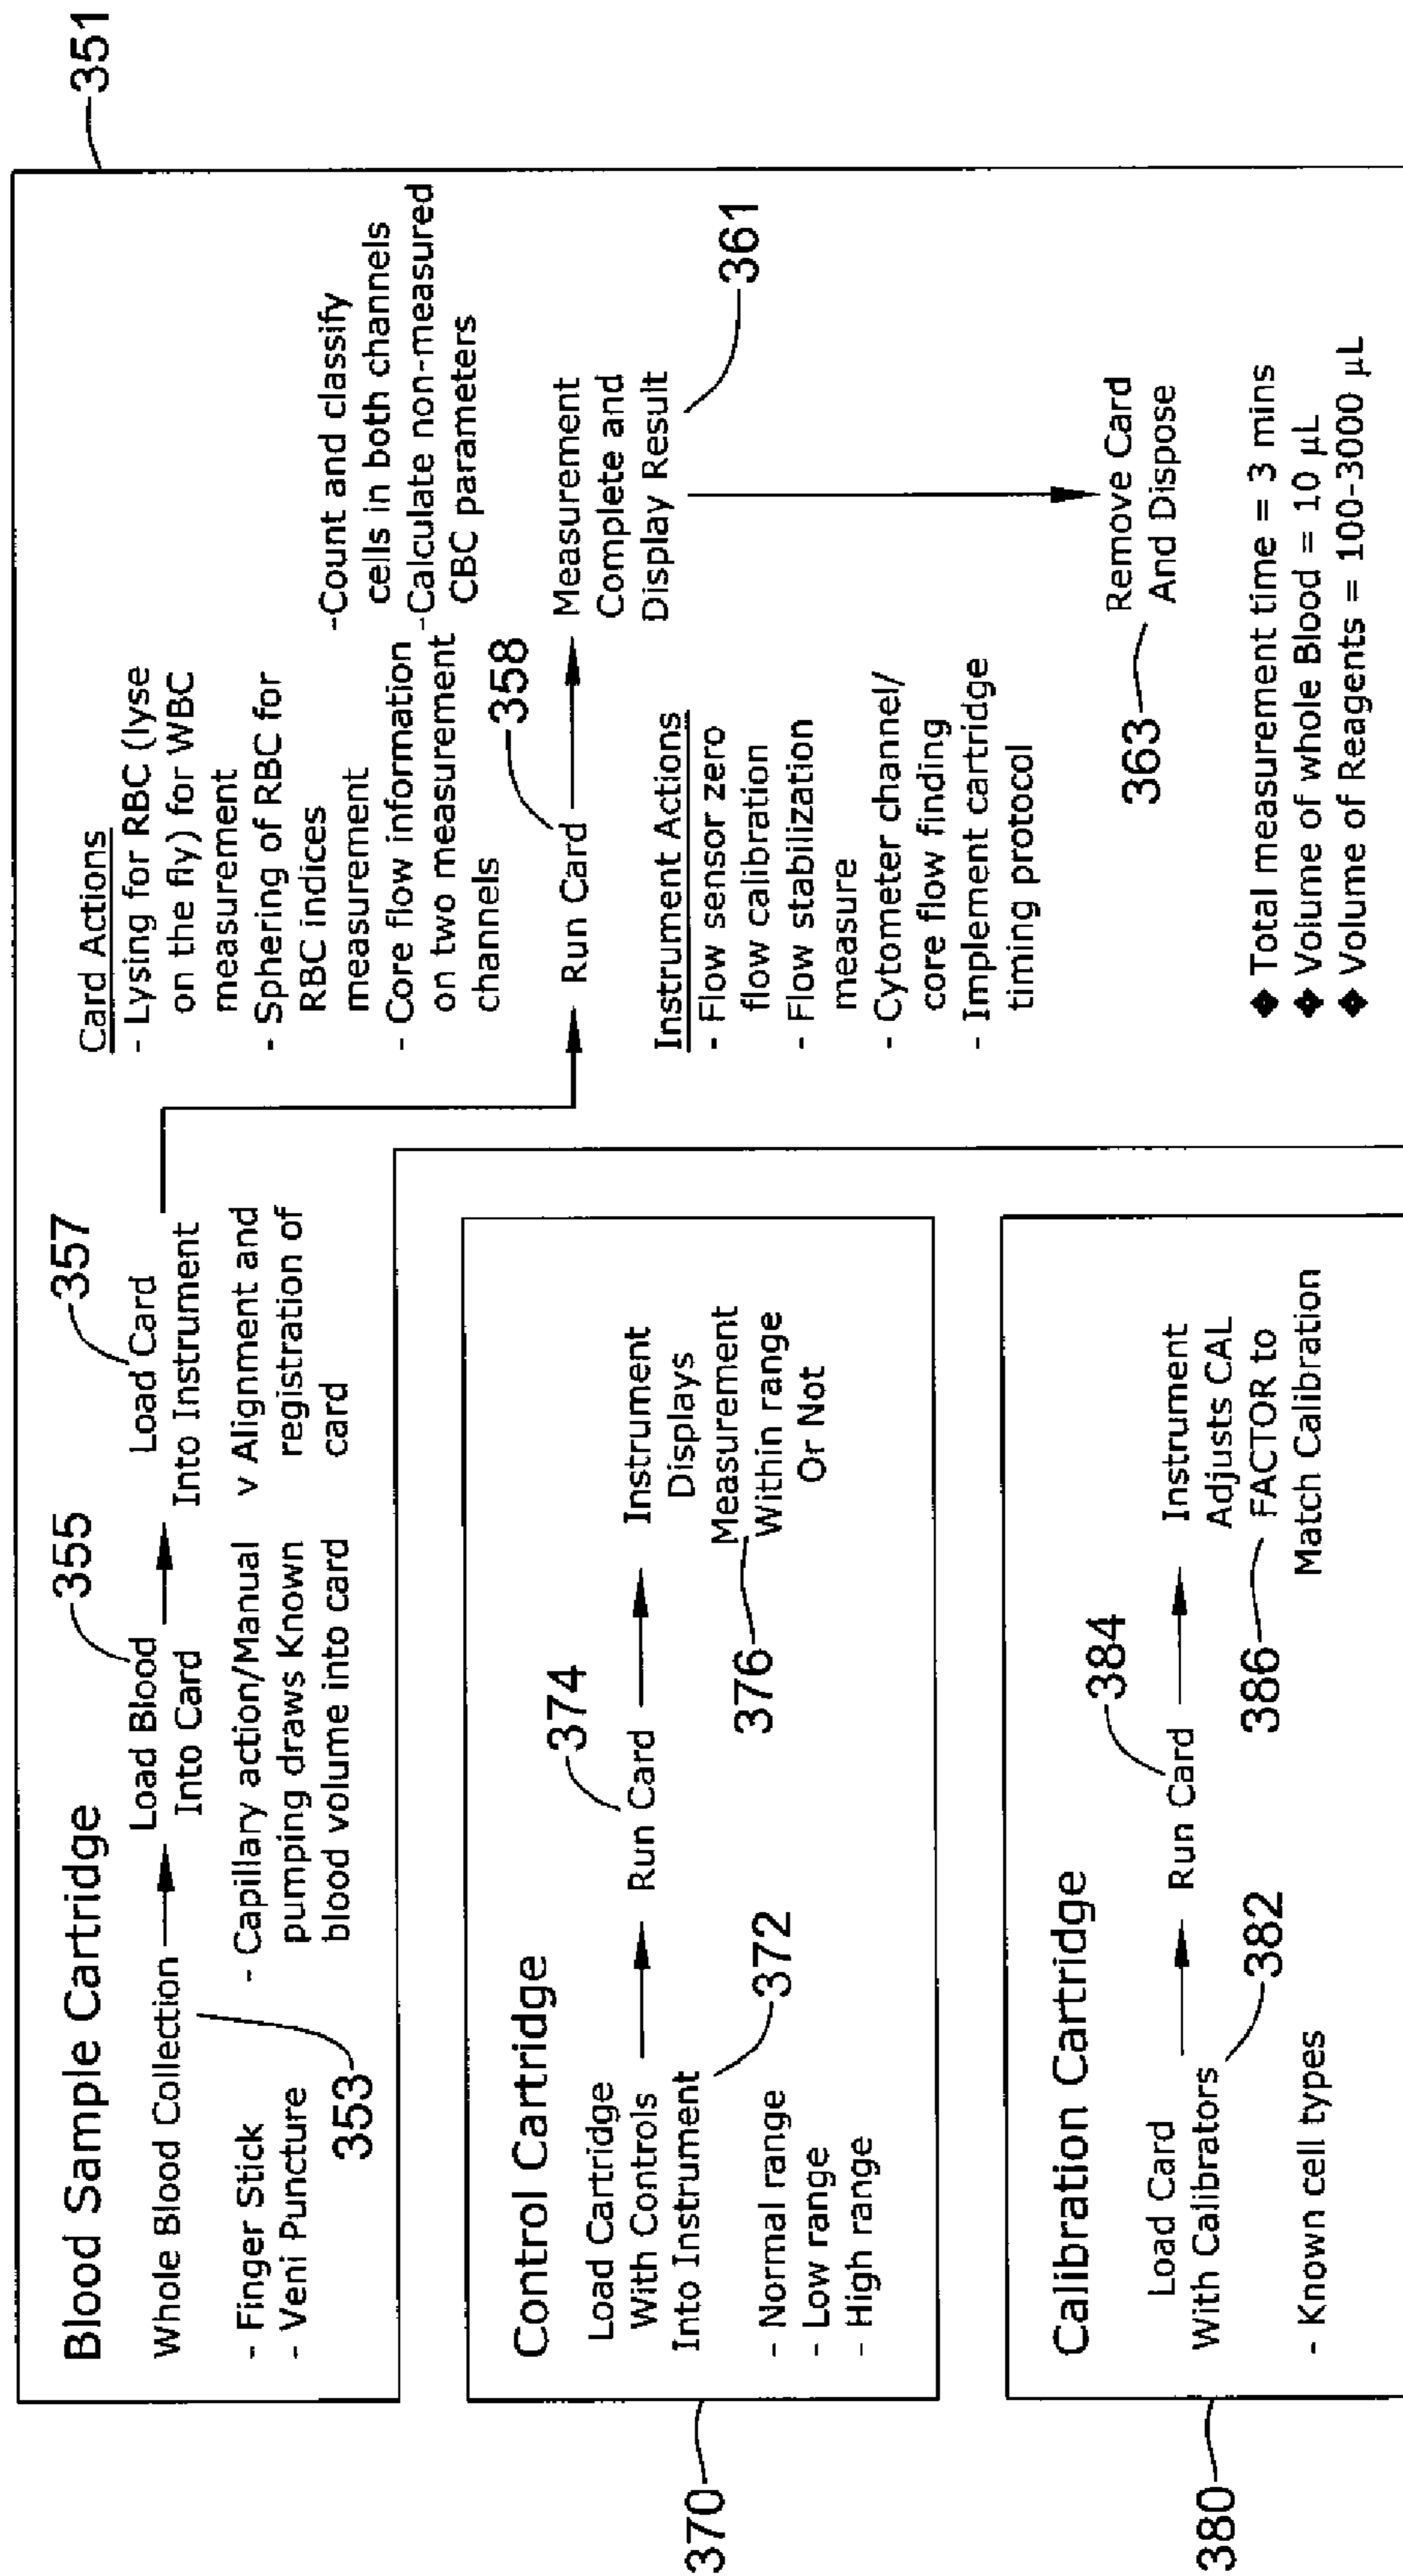 351
Blood Sample Cartridge
Whole Blood Collection
353
- Finger Stick
- Veni Puncture
Load Blood
Into Card
355
- Capillary action/Manual
pumping draws Known
blood volume into card
Load Card
Into Instrument
357
v Alignment and
registration of
card
Card Actions
- Lysing for RBC (lyse
on the fly) for WBC
measurement
- Sphering of RBC for
RBC indices
measurement
- Core flow information
on two measurement
channels
-Count and classify
cells in both channels
-Calculate non-measured
CBC parameters
Run Card
358
Instrument Actions
- Flow sensor zero
flow calibration
- Flow stabilization
measure
- Cytometer channel/
core flow finding
- Implement cartridge
timing protocol
Measurement
Complete and
Display Result
361
Remove Card
And Dispose
363
◆ Total measurement time = 3 mins
◆ Volume of whole Blood = 10 µL
◆ Volume of Reagents = 100-3000 µL
370
Control Cartridge
Load Cartridge
With Controls
Into Instrument
372
- Normal range
- Low range
- High range
Run Card
374
Instrument
Displays
Measurement
Within range
Or Not
376
380
Calibration Cartridge
Load Card
With Calibrators
382
- Known cell types
Run Card
384
Instrument
Adjusts CAL
FACTOR to
Match Calibration
386